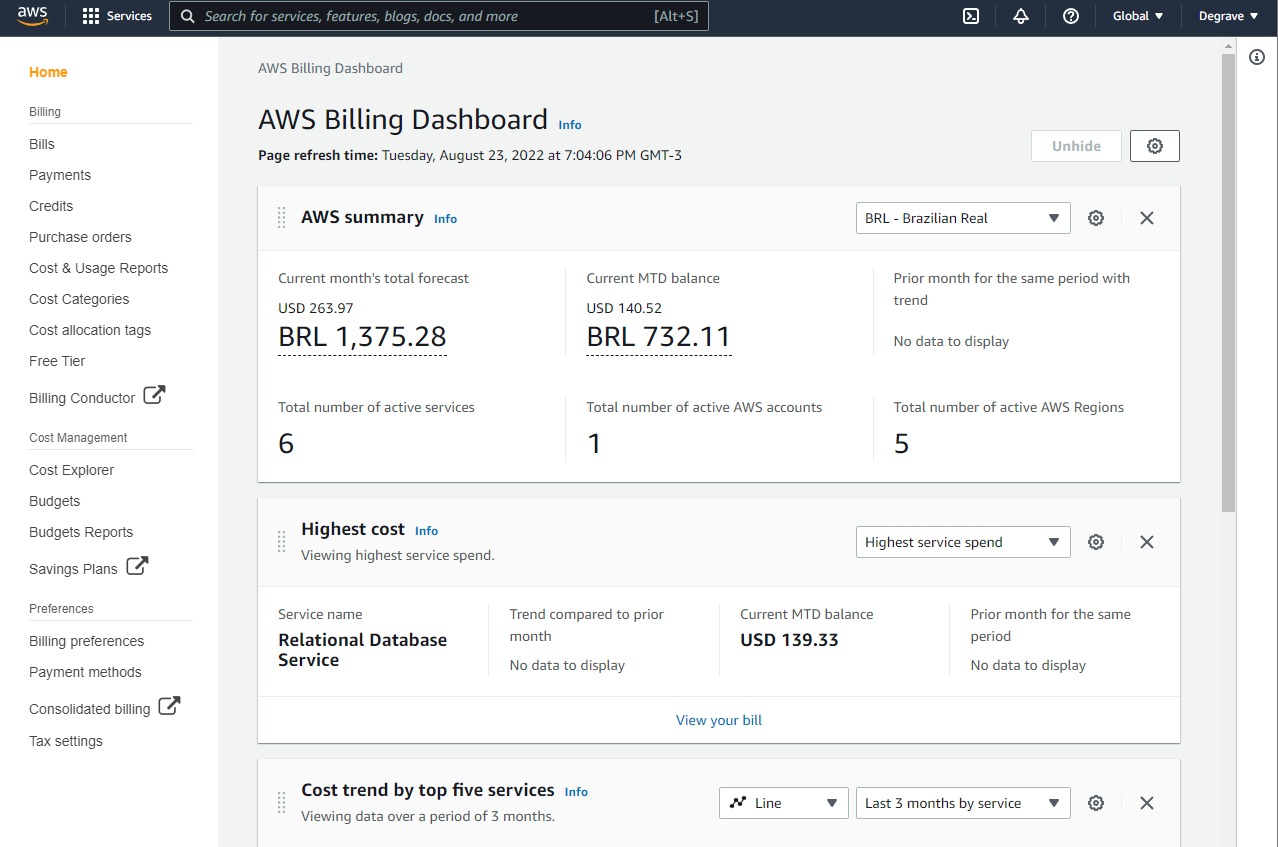 aws
Services
Search for services, features, blogs, docs, and more
[Alt+S]
Global
Degrave
Home
Billing
Bills
Payments
Credits
Purchase orders
Cost & Usage Reports
Cost Categories
Cost allocation tags
Free Tier
Billing Conductor
Cost Management
Cost Explorer
Budgets
Budgets Reports
Savings Plans
Preferences
Billing preferences
Payment methods
Consolidated billing
Tax settings
AWS Billing Dashboard
AWS Billing Dashboard Info
Page refresh time: Tuesday, August 23, 2022 at 7:04:06 PM GMT-3
Unhide
AWS summary Info
BRL - Brazilian Real
Current month's total forecast
USD 263.97
BRL 1,375.28
Current MTD balance
USD 140.52
BRL 732.11
Prior month for the same period with
trend
No data to display
Total number of active services
6
Total number of active AWS accounts
1
Total number of active AWS Regions
5
Highest cost Info
Viewing highest service spend.
Highest service spend
Service name
Relational Database
Service
Trend compared to prior
month
No data to display
Current MTD balance
USD 139.33
Prior month for the same
period
No data to display
View your bill
Cost trend by top five services Info
Viewing data over a period of 3 months.
Line
Last 3 months by service